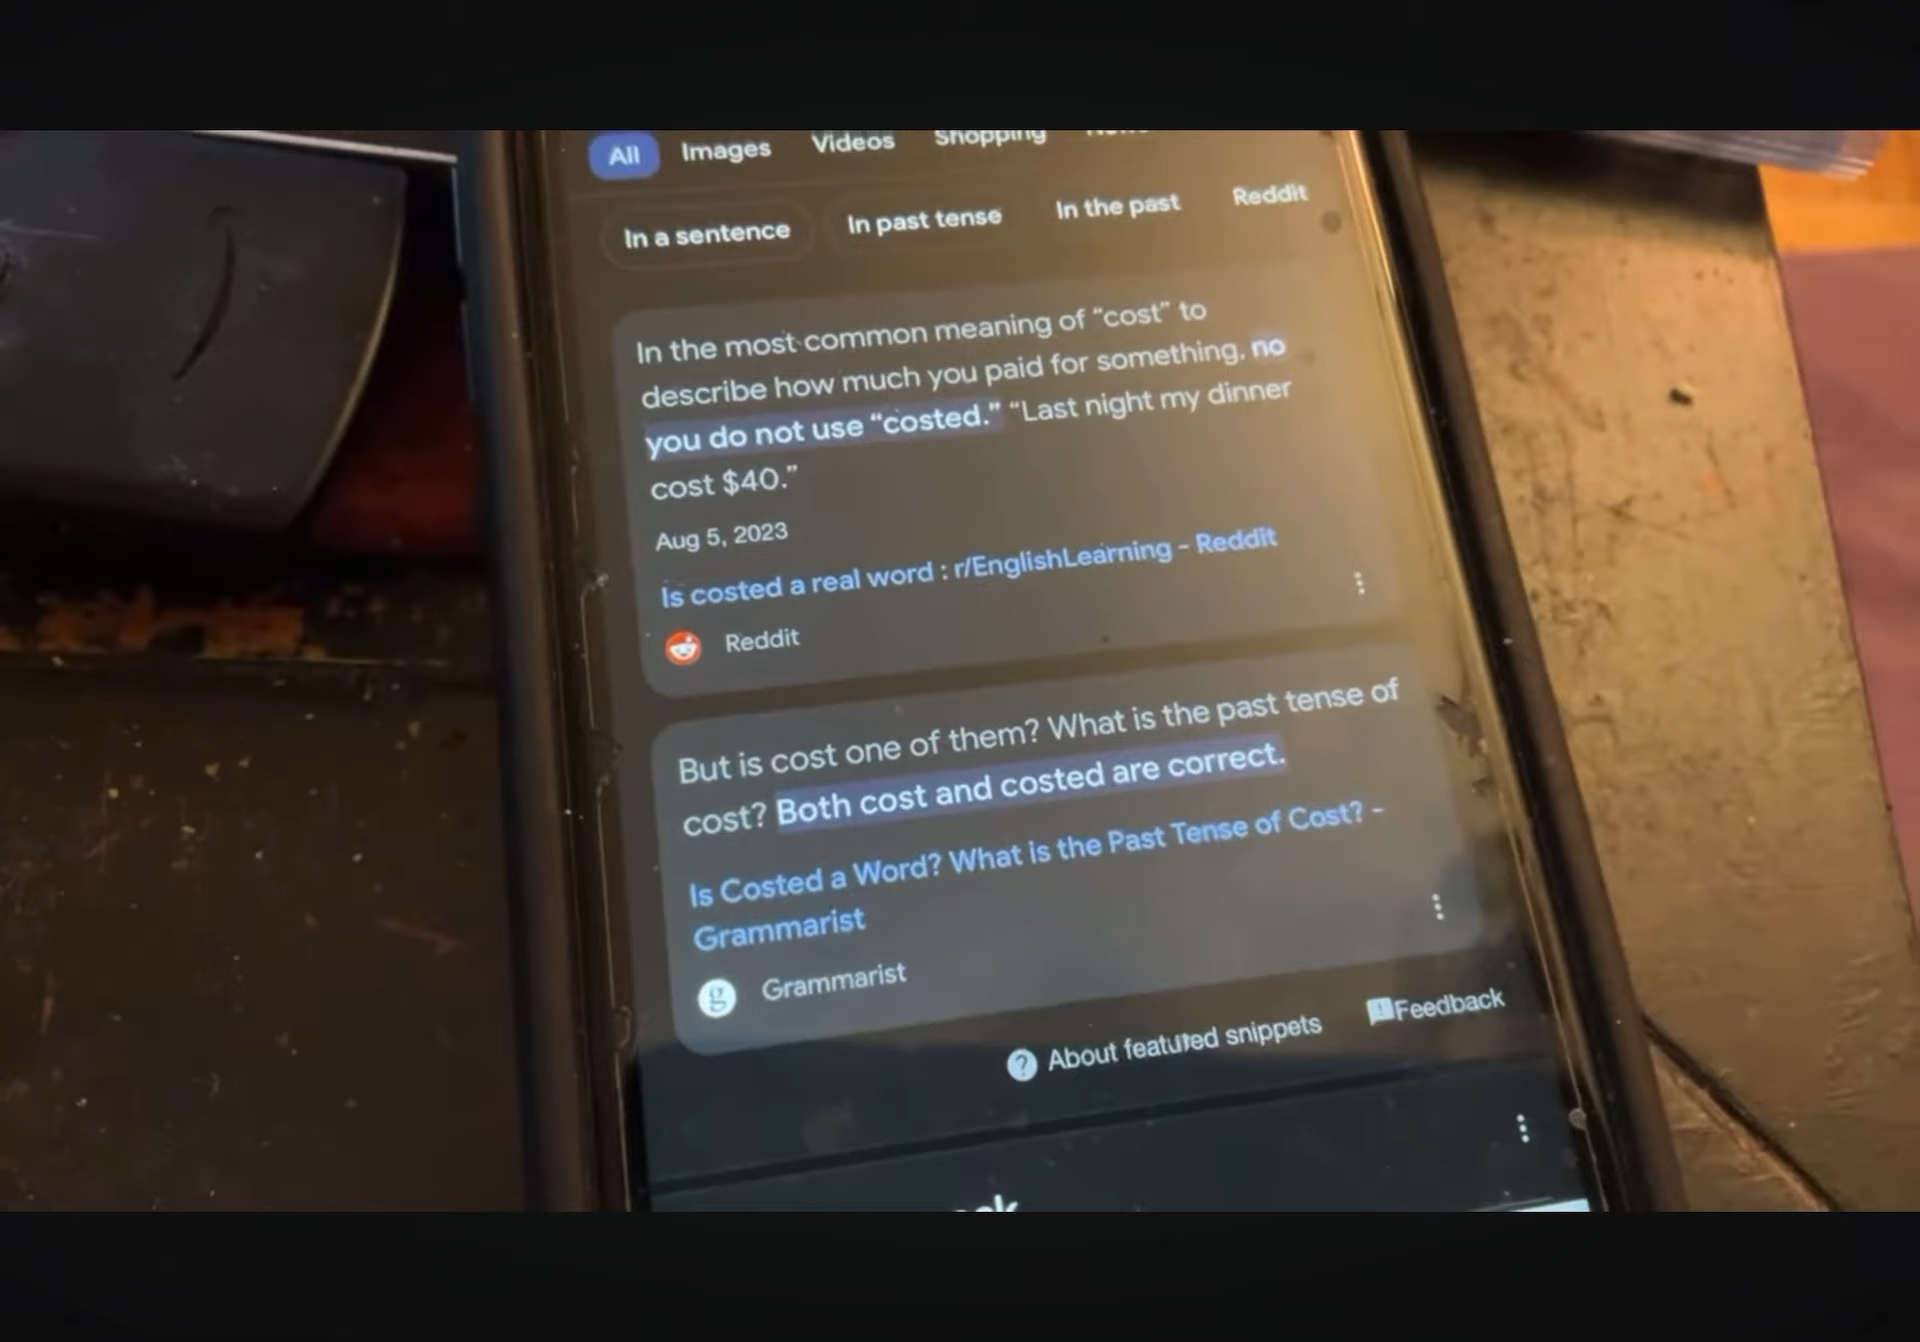 All Images Videos Shopping
In a sentence In past tense In the past Reddit
In the most common meaning of “cost” to
describe how much you paid for something, no
you do not use “costed.” “Last night my dinner
cost $40.”
Aug 5, 2023
Is costed a real word : r/EnglishLearning - Reddit
Reddit
But is cost one of them? What is the past tense of
cost? Both cost and costed are correct.
Is Costed a Word? What is the Past Tense of Cost? -
Grammarist
g Grammarist
? About featured snippets Feedback